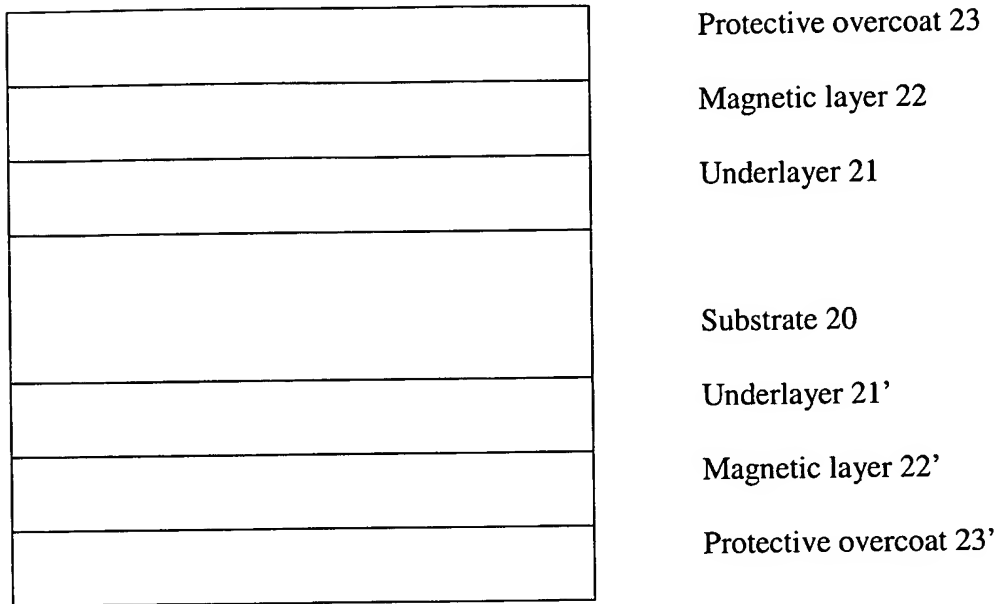 Protective overcoat 23
Magnetic layer 22
Underlayer 21
Substrate 20
Underlayer 21’
Magnetic layer 22’
Protective overcoat 23’